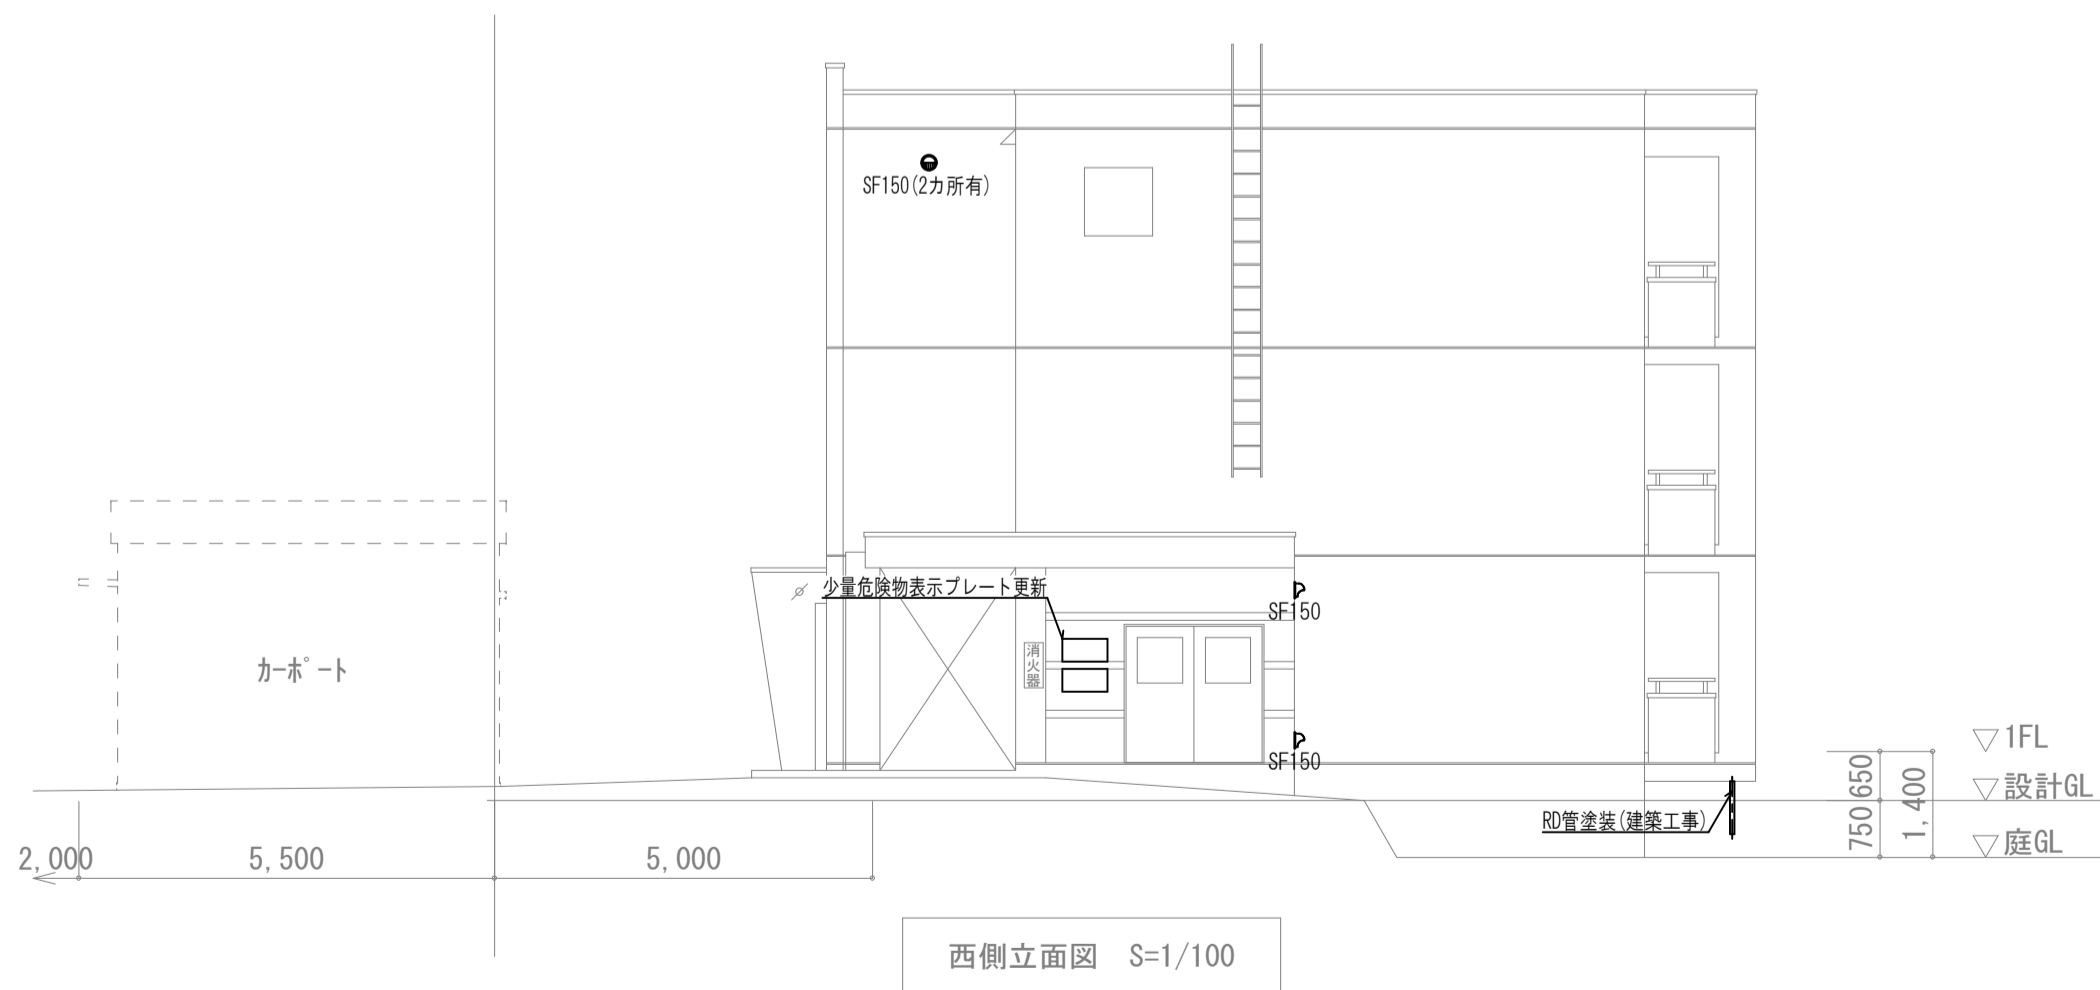 SF150(2カ所有)
少量危険物表示プレート更新
SF150
消火器
カーポート
SF150
1FL
650
設計GL
1,400
RD管塗装(建築工事)
750
庭GL
2,000
5,500
5,000
西側立面図 S=1/100